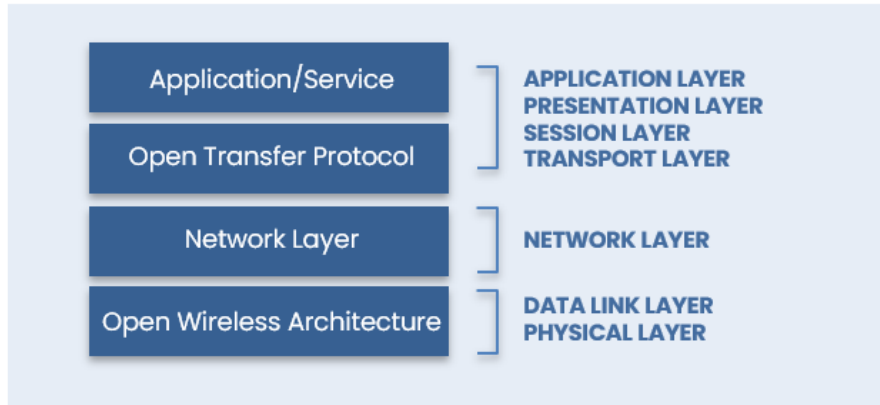 Application/Service
Open Transfer Protocol
APPLICATION LAYER
PRESENTATION LAYER
SESSION LAYER
TRANSPORT LAYER
Network Layer
NETWORK LAYER
Open Wireless Architecture
DATA LINK LAYER
PHYSICAL LAYER